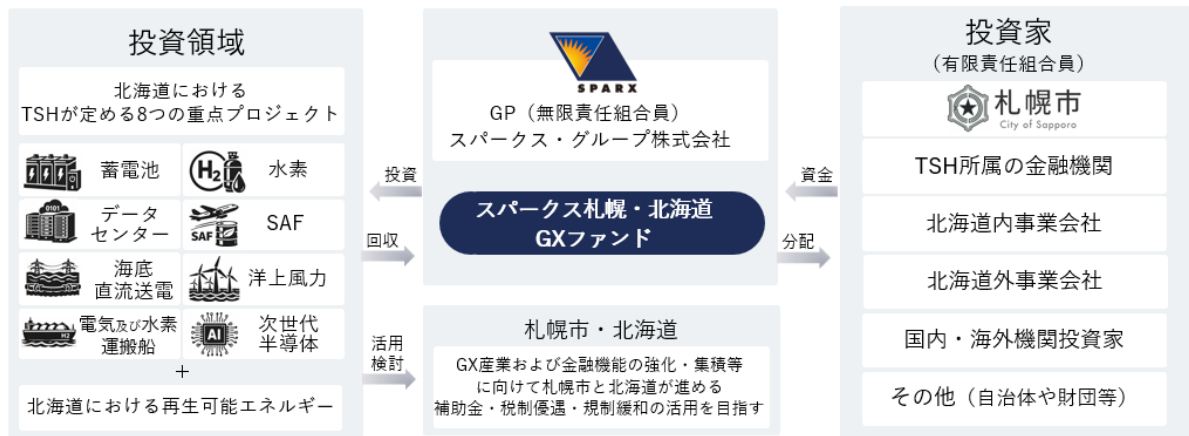 投資領域
北海道における
TSHが定める8つの重点プロジェクト
蓄電池
H2
水素
0101
データ
センター
SAF
SAF
海底
直流送電
洋上風力
H2
電気及び水素
運搬船
AI
次世代
半導体
+
北海道における再生可能エネルギー
投資
回収
活用
検討
SPARX
GP（無限責任組合員）
スパークス・グループ株式会社
スパークス札幌・北海道
GXファンド
札幌市・北海道
GX産業および金融機能の強化・集積等
に向けて札幌市と北海道が進める
補助金・税制優遇・規制緩和の活用を目指す
資金
分配
投資家
（有限責任組合員）
札幌市
City of Sapporo
TSH所属の金融機関
北海道内事業会社
北海道外事業会社
国内・海外機関投資家
その他（自治体や財団等）